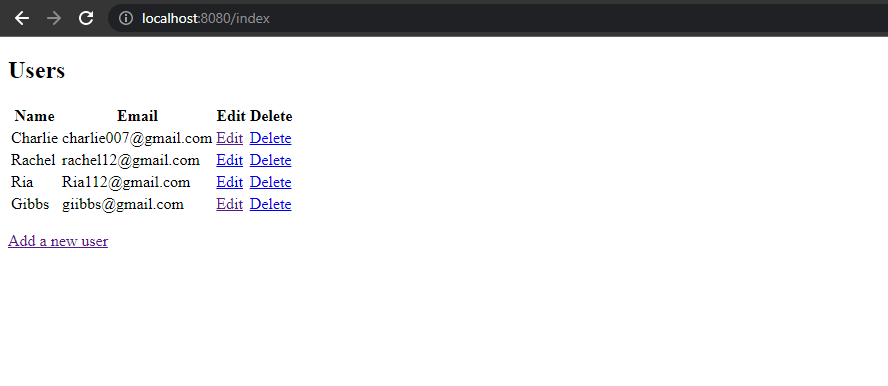 localhost:8080/index
Users
Name Email Edit Delete
Charlie charlie007@gmail.com Edit Delete
Rachel rachel12@gmail.com Edit Delete
Ria Ria112@gmail.com Edit Delete
Gibbs giibbs@gmail.com Edit Delete
Add a new user